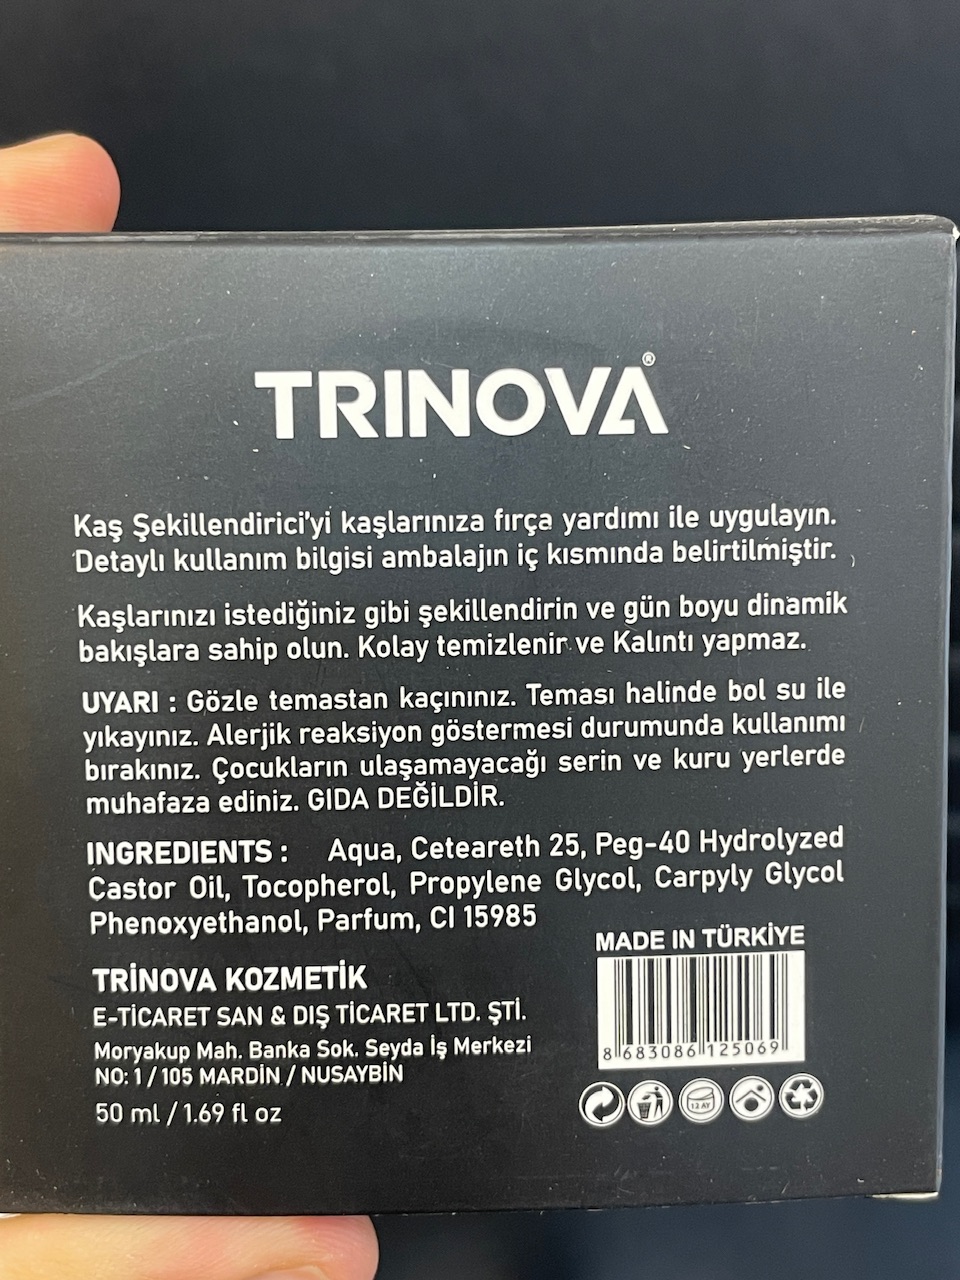 TRINOVA®
Kaş Şekillendirici'yi kaşlarınıza fırça yardımı ile uygulayın.
Detaylı kullanım bilgisi ambalajın iç kısmında belirtilmiştir.
Kaşlarınızı istediğiniz gibi şekillendirin ve gün boyu dinamik
bakışlara sahip olun. Kolay temizlenir ve Kalıntı yapmaz.
UYARI : Gözle temastan kaçınınız. Teması halinde bol su ile
yıkayınız. Alerjik reaksiyon göstermesi durumunda kullanımı
bırakınız. Çocukların ulaşamayacağı serin ve kuru yerlerde
muhafaza ediniz. GIDA DEĞİLDİR.
INGREDIENTS : Aqua, Ceteareth 25, Peg-40 Hydrolyzed
Castor Oil, Tocopherol, Propylene Glycol, Carpyly Glycol
Phenoxyethanol, Parfum, CI 15985
MADE IN TÜRKİYE
TRİNOVA KOZMETİK
E-TİCARET SAN & DIŞ TİCARET LTD. ŞTİ.
Moryakup Mah. Banka Sok. Seyda İş Merkezi
NO: 1 / 105 MARDİN / NUSAYBİN
8 683086 125069
50 ml / 1.69 fl oz
12 AY